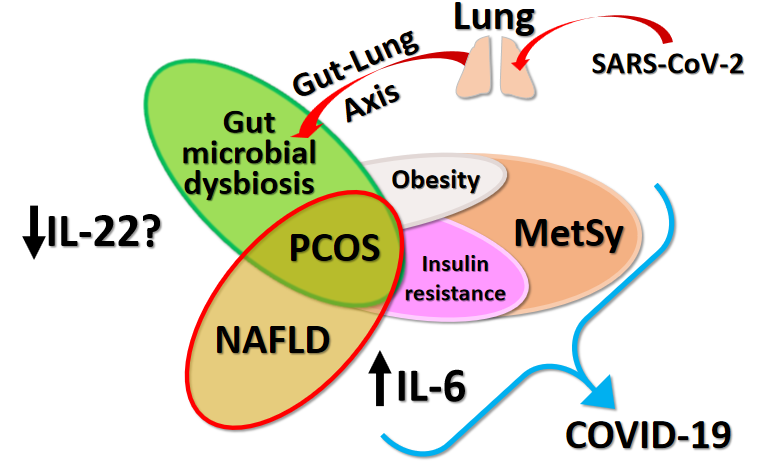 Lung
SARS-CoV-2
Gut-Lung
Axis
Gut
microbial
dysbiosis
Obesity
IL-22?
PCOS
MetSy
Insulin
resistance
NAFLD
IL-6
COVID-19